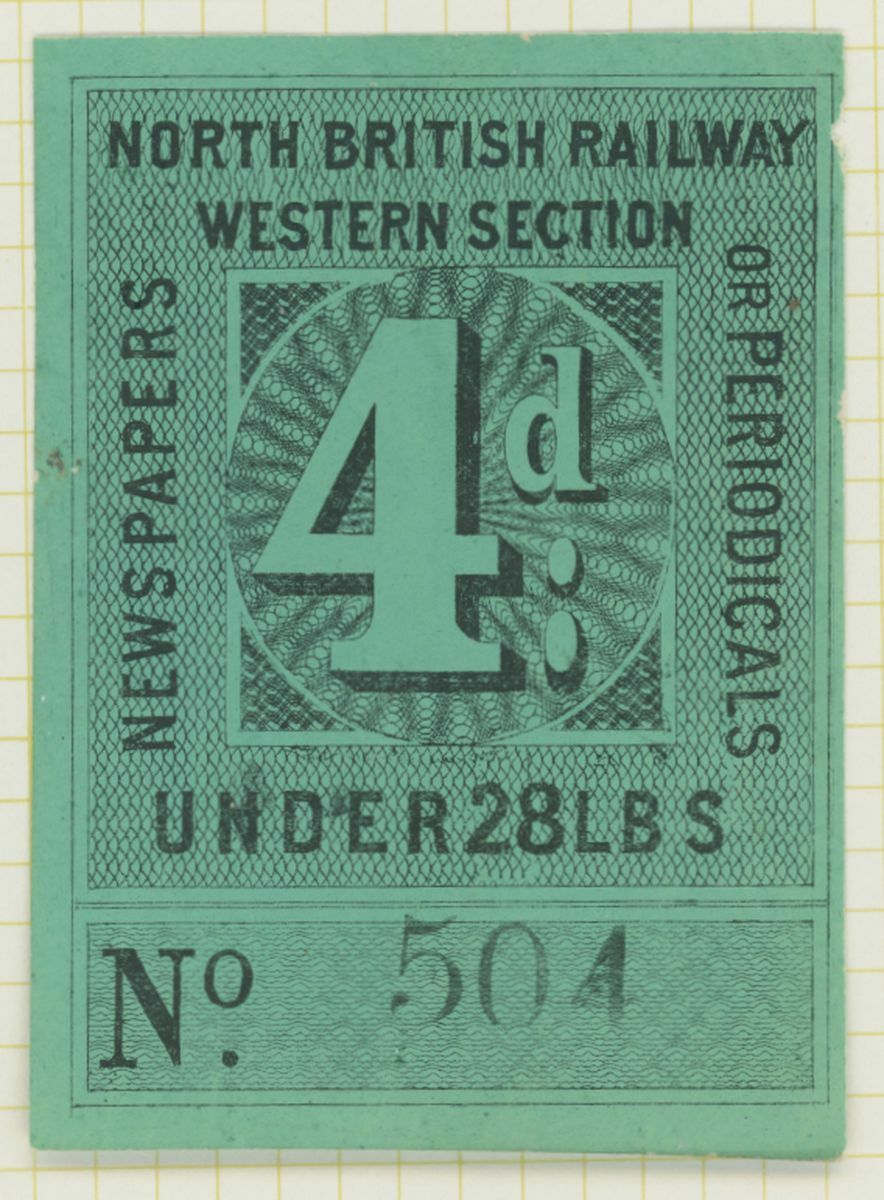 NORTH BRITISH RAILWAY
WESTERN SECTION
NEWSPAPERS
OR PERIODICALS
4d:
UNDER 28LBS
No. 504